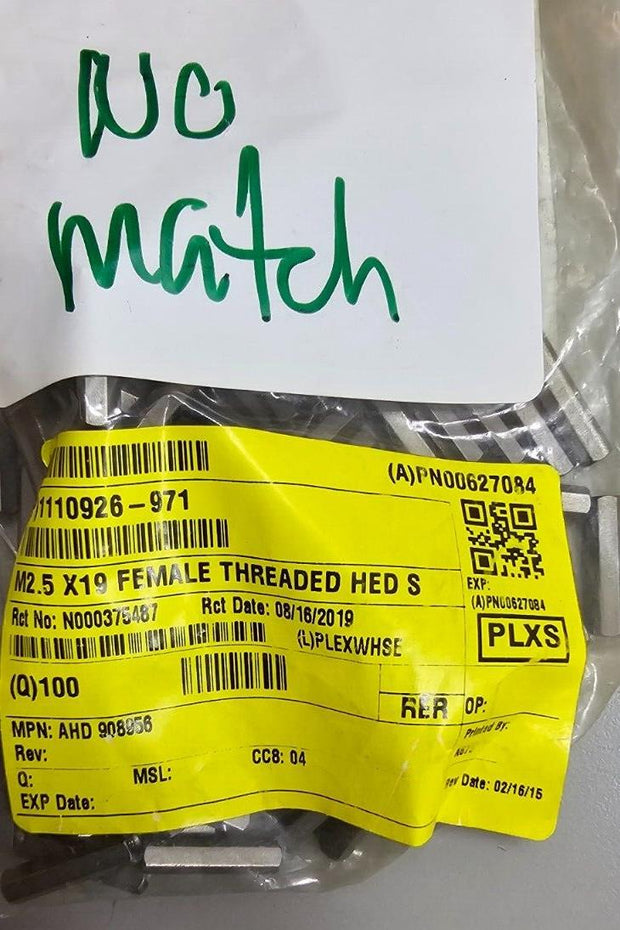 No
match
(A)PN00627084
1110926-971
M2.5 X19 FEMALE THREADED HED S
EXP:
(A)PN00627084
Rct No: N000375487 Rct Date: 08/16/2019
(L)PLEXWHSE
PLXS
(Q)100
RER OP:
MPN: AHD 908956
Printed By:
Rev:
CC8: 04
Q: MSL:
Rev Date: 02/16/15
EXP Date: